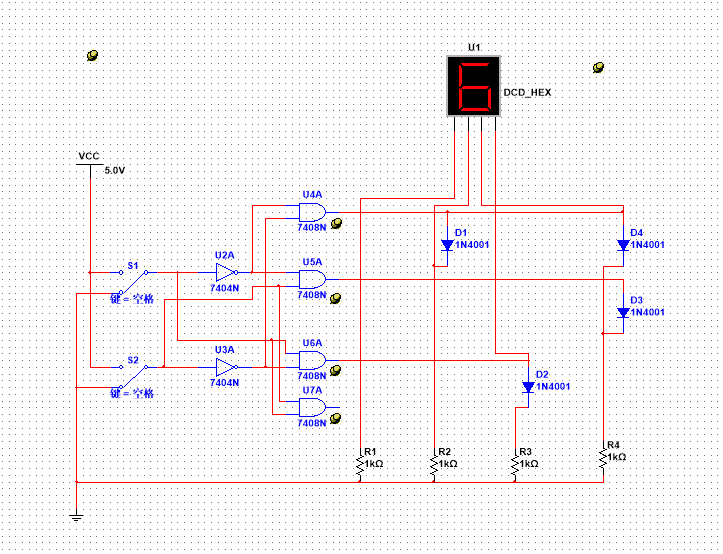 U1
DCD_HEX
VCC
5.0V
U4A
7408N
D1
1N4001
D4
1N4001
S1
键 = 空格
U2A
7404N
U5A
7408N
D3
1N4001
S2
键 = 空格
U3A
7404N
U6A
7408N
D2
1N4001
U7A
7408N
R1
1kΩ
R2
1kΩ
R3
1kΩ
R4
1kΩ
6